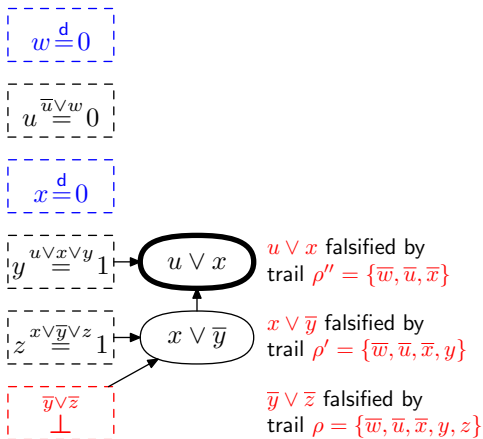 w d= 0
u u̅∨w= 0
x d= 0
y u∨x∨y= 1
u ∨ x
u ∨ x falsified by
trail ρ′′ = {w̅, u̅, x̅}
z x∨y̅∨z= 1
x ∨ y̅
x ∨ y̅ falsified by
trail ρ′ = {w̅, u̅, x̅, y}
y̅∨z̅
⊥
y̅ ∨ z̅ falsified by
trail ρ = {w̅, u̅, x̅, y, z}